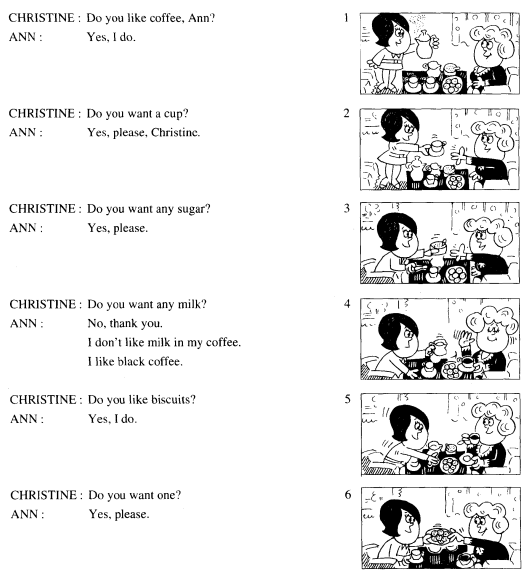 CHRISTINE : Do you like coffee, Ann?
ANN : Yes, I do.
1
CHRISTINE : Do you want a cup?
ANN : Yes, please, Christine.
2
CHRISTINE : Do you want any sugar?
ANN : Yes, please.
3
CHRISTINE : Do you want any milk?
ANN : No, thank you.
I don't like milk in my coffee.
I like black coffee.
4
CHRISTINE : Do you like biscuits?
ANN : Yes, I do.
5
CHRISTINE : Do you want one?
ANN : Yes, please.
6